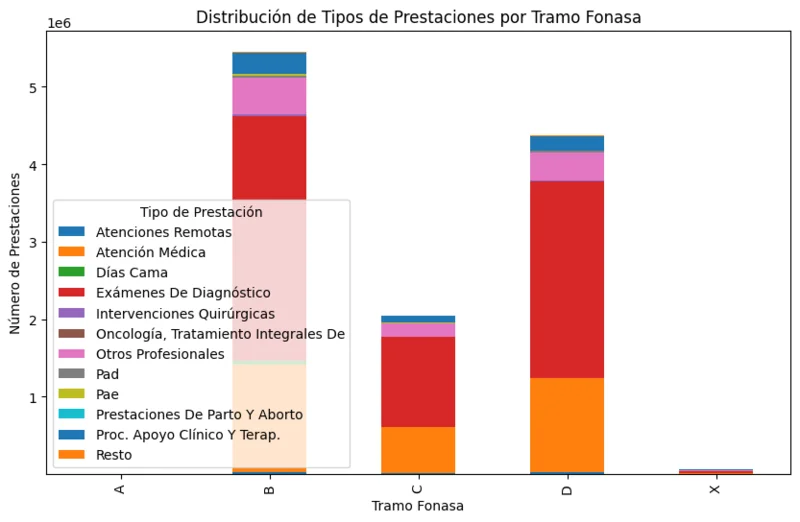 Distribución de Tipos de Prestaciones por Tramo Fonasa
1e6
5
4
3
2
1
Número de Prestaciones
Tipo de Prestación
Atenciones Remotas
Atención Médica
Días Cama
Exámenes De Diagnóstico
Intervenciones Quirúrgicas
Oncología, Tratamiento Integrales De
Otros Profesionales
Pad
Pae
Prestaciones De Parto Y Aborto
Proc. Apoyo Clínico Y Terap.
Resto
A
B
C
D
X
Tramo Fonasa